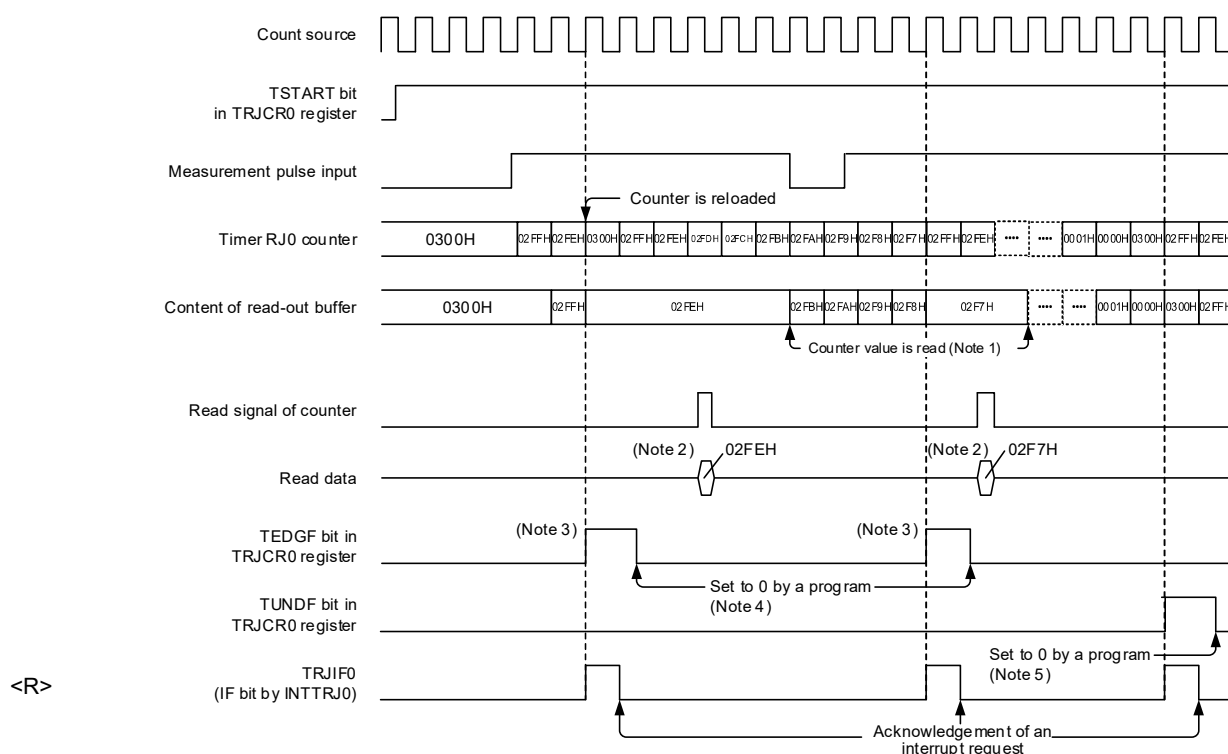 Count source
TSTART bit
in TRJCR0 register
Measurement pulse input
Counter is reloaded
Timer RJ0 counter
0300H 02FFH 02FEH 0300H 02FFH 02FEH 02FDH 02FCH 02FBH 02FAH 02F9H 02F8H 02F7H 02FFH 02FEH •••• •••• 0001H 0000H 0300H 02FFH 02FEH
Content of read-out buffer
0300H 02FFH 02FEH 02FBH 02FAH 02F9H 02F8H 02F7H •••• •••• 0001H 0000H 0300H 02FFH
Counter value is read (Note 1)
Read signal of counter
(Note 2) 02FEH (Note 2) 02F7H
Read data
TEDGF bit in
TRJCR0 register
(Note 3) (Note 3)
Set to 0 by a program
(Note 4)
TUNDF bit in
TRJCR0 register
Set to 0 by a program
(Note 5)
<R>
TRJIF0
(IF bit by INTTRJ0)
Acknowledgement of an
interrupt request